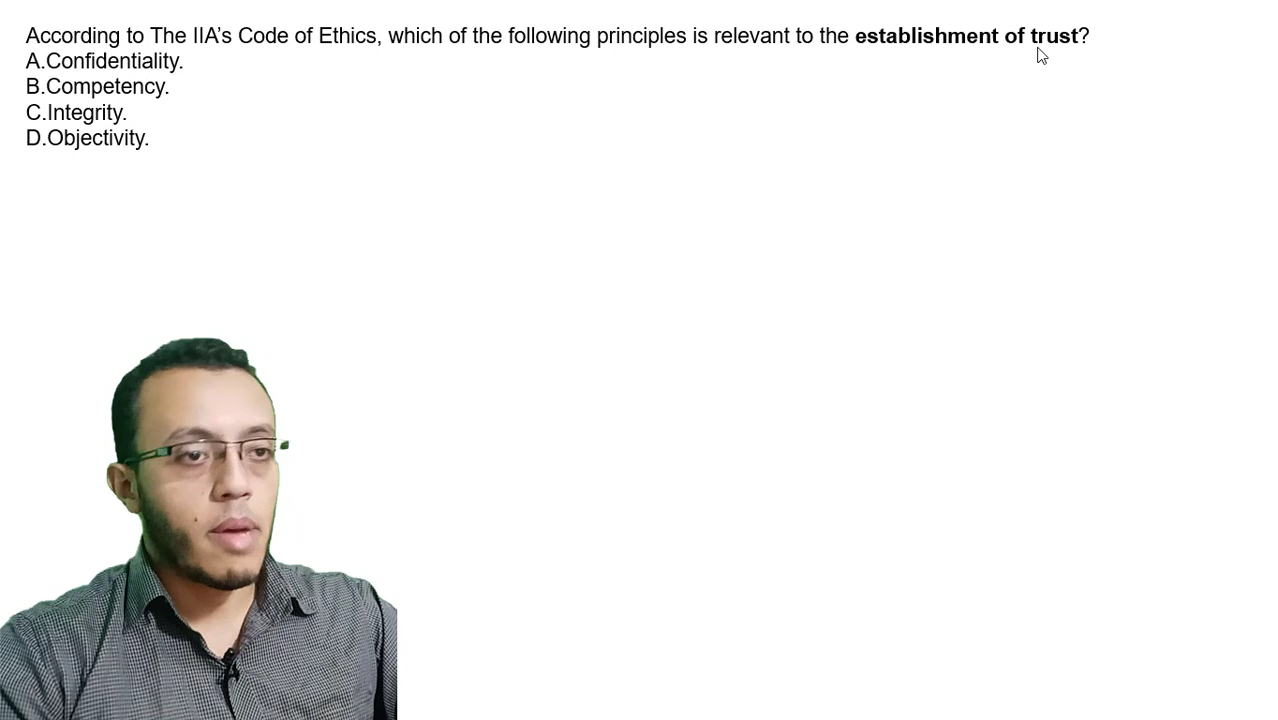 According to The IIA’s Code of Ethics, which of the following principles is relevant to the establishment of trust?
A.Confidentiality.
B.Competency.
C.Integrity.
D.Objectivity.